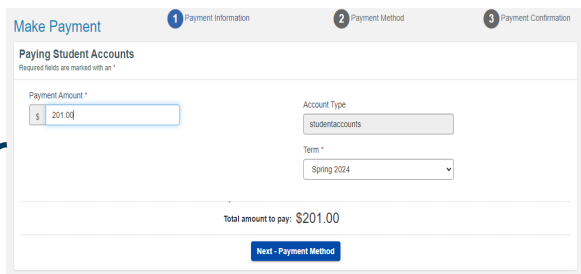 Make Payment
1 Payment Information
2 Payment Method
3 Payment Confirmation
Paying Student Accounts
Required fields are marked with an *
Payment Amount *
$ 201.00
Account Type
studentaccounts
Term *
Spring 2024
Total amount to pay: $201.00
Next - Payment Method